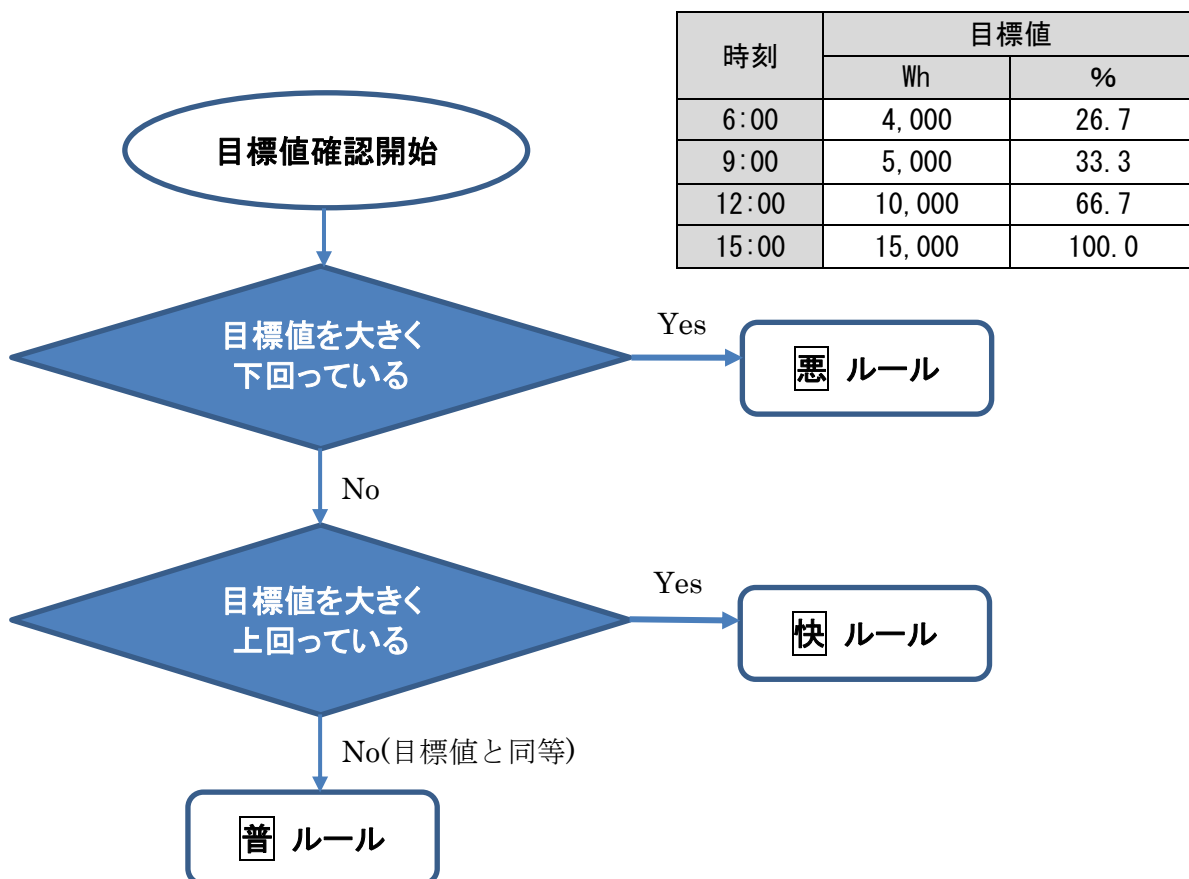 時刻
目標値
Wh
%
6:00
4,000
26.7
9:00
5,000
33.3
12:00
10,000
66.7
15:00
15,000
100.0
目標値確認開始
目標値を大きく
下回っている
Yes
悪 ルール
No
目標値を大きく
上回っている
Yes
快 ルール
No(目標値と同等)
普 ルール